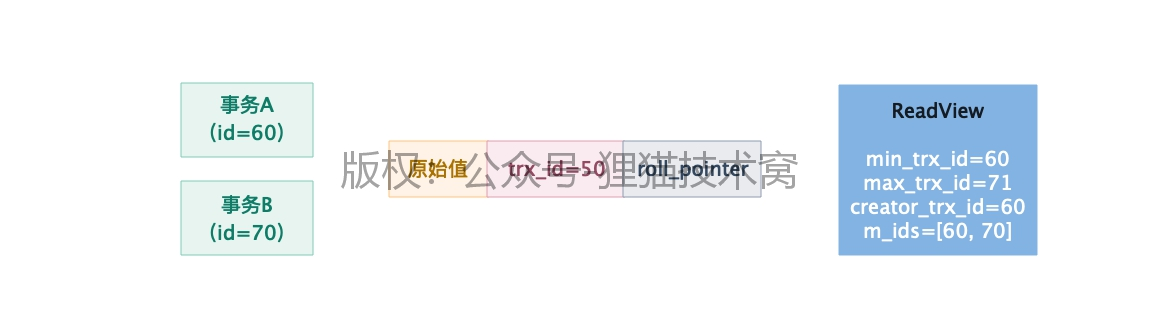 事务A
(id=60)
事务B
(id=70)
原始值
trx_id=50
roll_pointer
版权：公众号-狸猫技术窝
ReadView
min_trx_id=60
max_trx_id=71
creator_trx_id=60
m_ids=[60, 70]